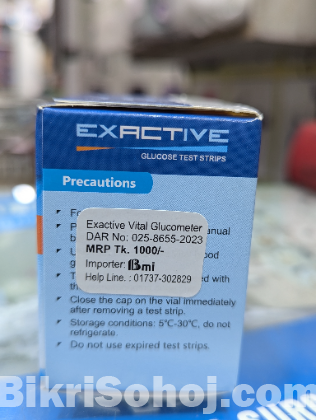 EXACTIVE
GLUCOSE TEST STRIPS
Precautions
Exactive Vital Glucometer
DAR No. 025-8655-2023
MRP Tk. 1000/-
Importer: Bmi
Help Line. : 01737-302829
Close the cap on the vial immediately
after removing a test strip.
Storage conditions: 5℃-30℃, do not
refrigerate.
Do not use expired test strips.
BikriSohoj.com